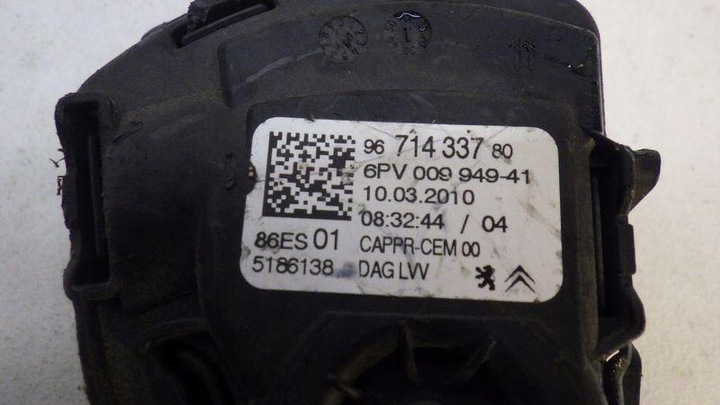 96 714 337 80
6PV 009 949-41
10.03.2010
08:32:44 / 04
86ES 01 CAPPR-CEM 00
5186138 DAG LVV